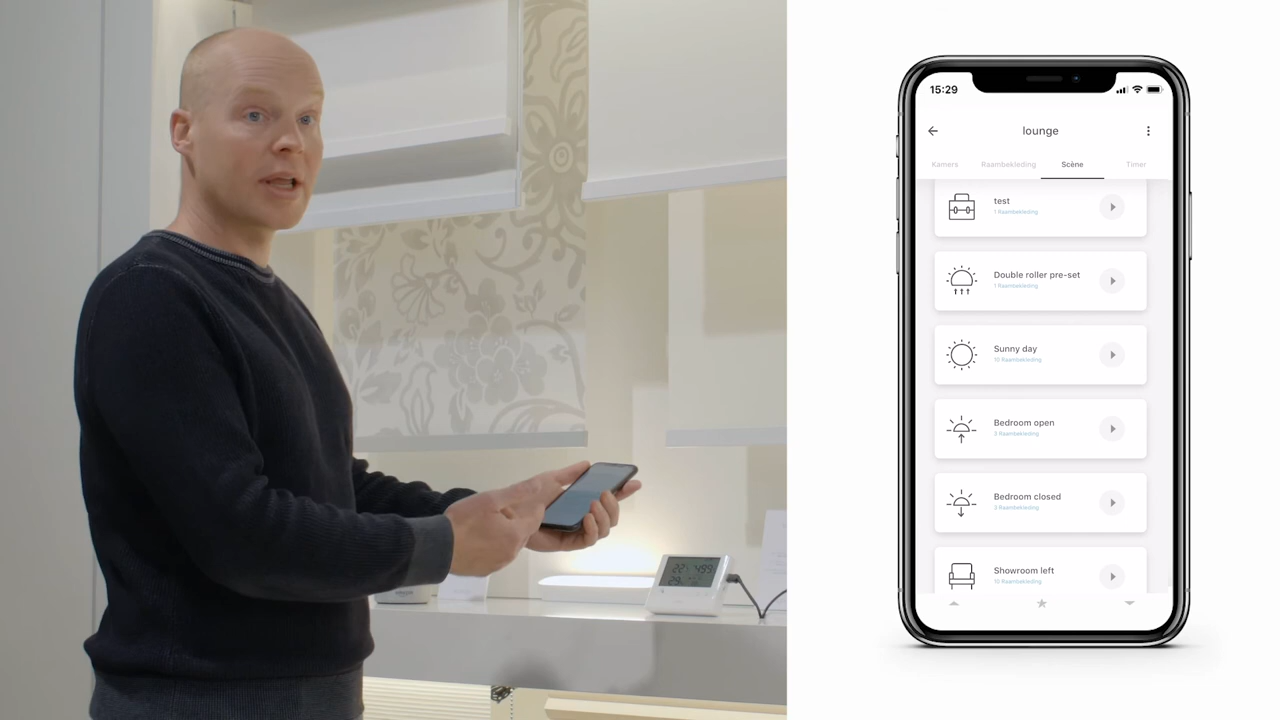 15:29
lounge
Kamers Raambekleding Scène Timer
test
1 Raambekleding
Double roller pre-set
1 Raambekleding
Sunny day
10 Raambekleding
Bedroom open
3 Raambekleding
Bedroom closed
3 Raambekleding
Showroom left
10 Raambekleding